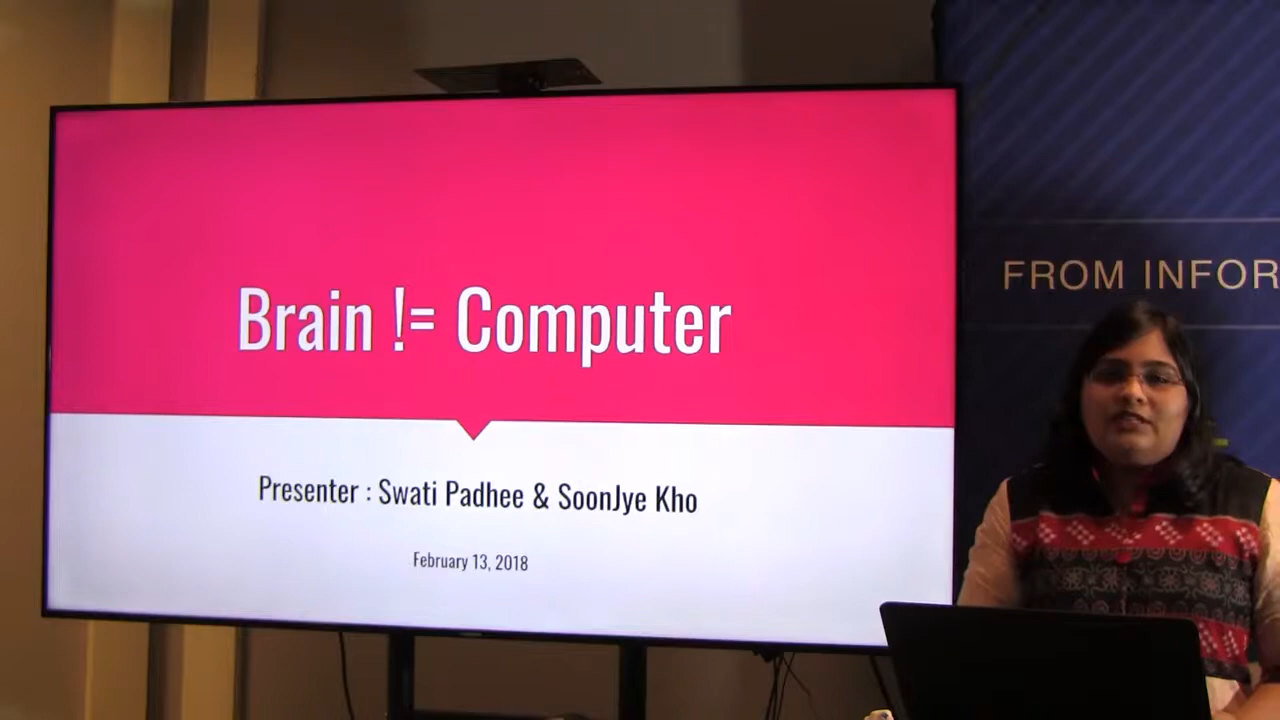 Brain != Computer
Presenter : Swati Padhee & SoonJye Kho
February 13, 2018
FROM INFOR